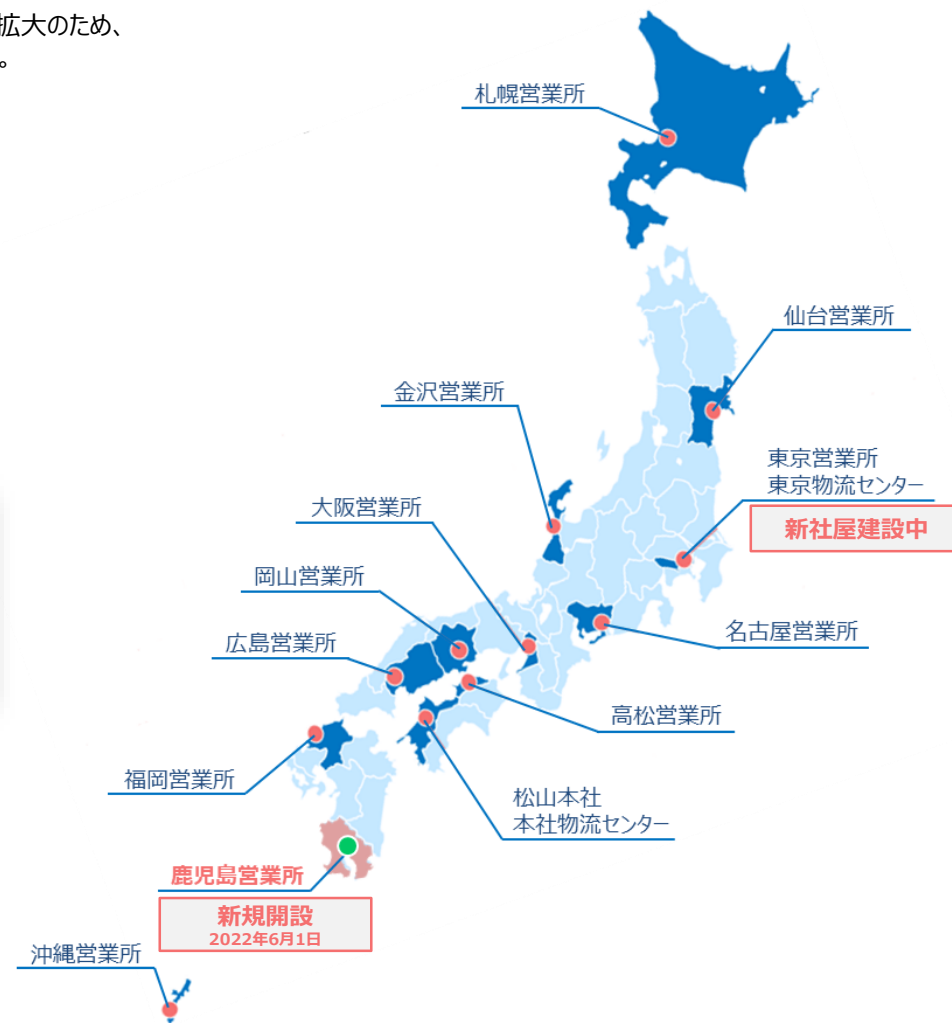 拡大のため、
。
札幌営業所
仙台営業所
金沢営業所
東京営業所
東京物流センター
新社屋建設中
大阪営業所
岡山営業所
名古屋営業所
広島営業所
高松営業所
福岡営業所
松山本社
本社物流センター
鹿児島営業所
新規開設
2022年6月1日
沖縄営業所